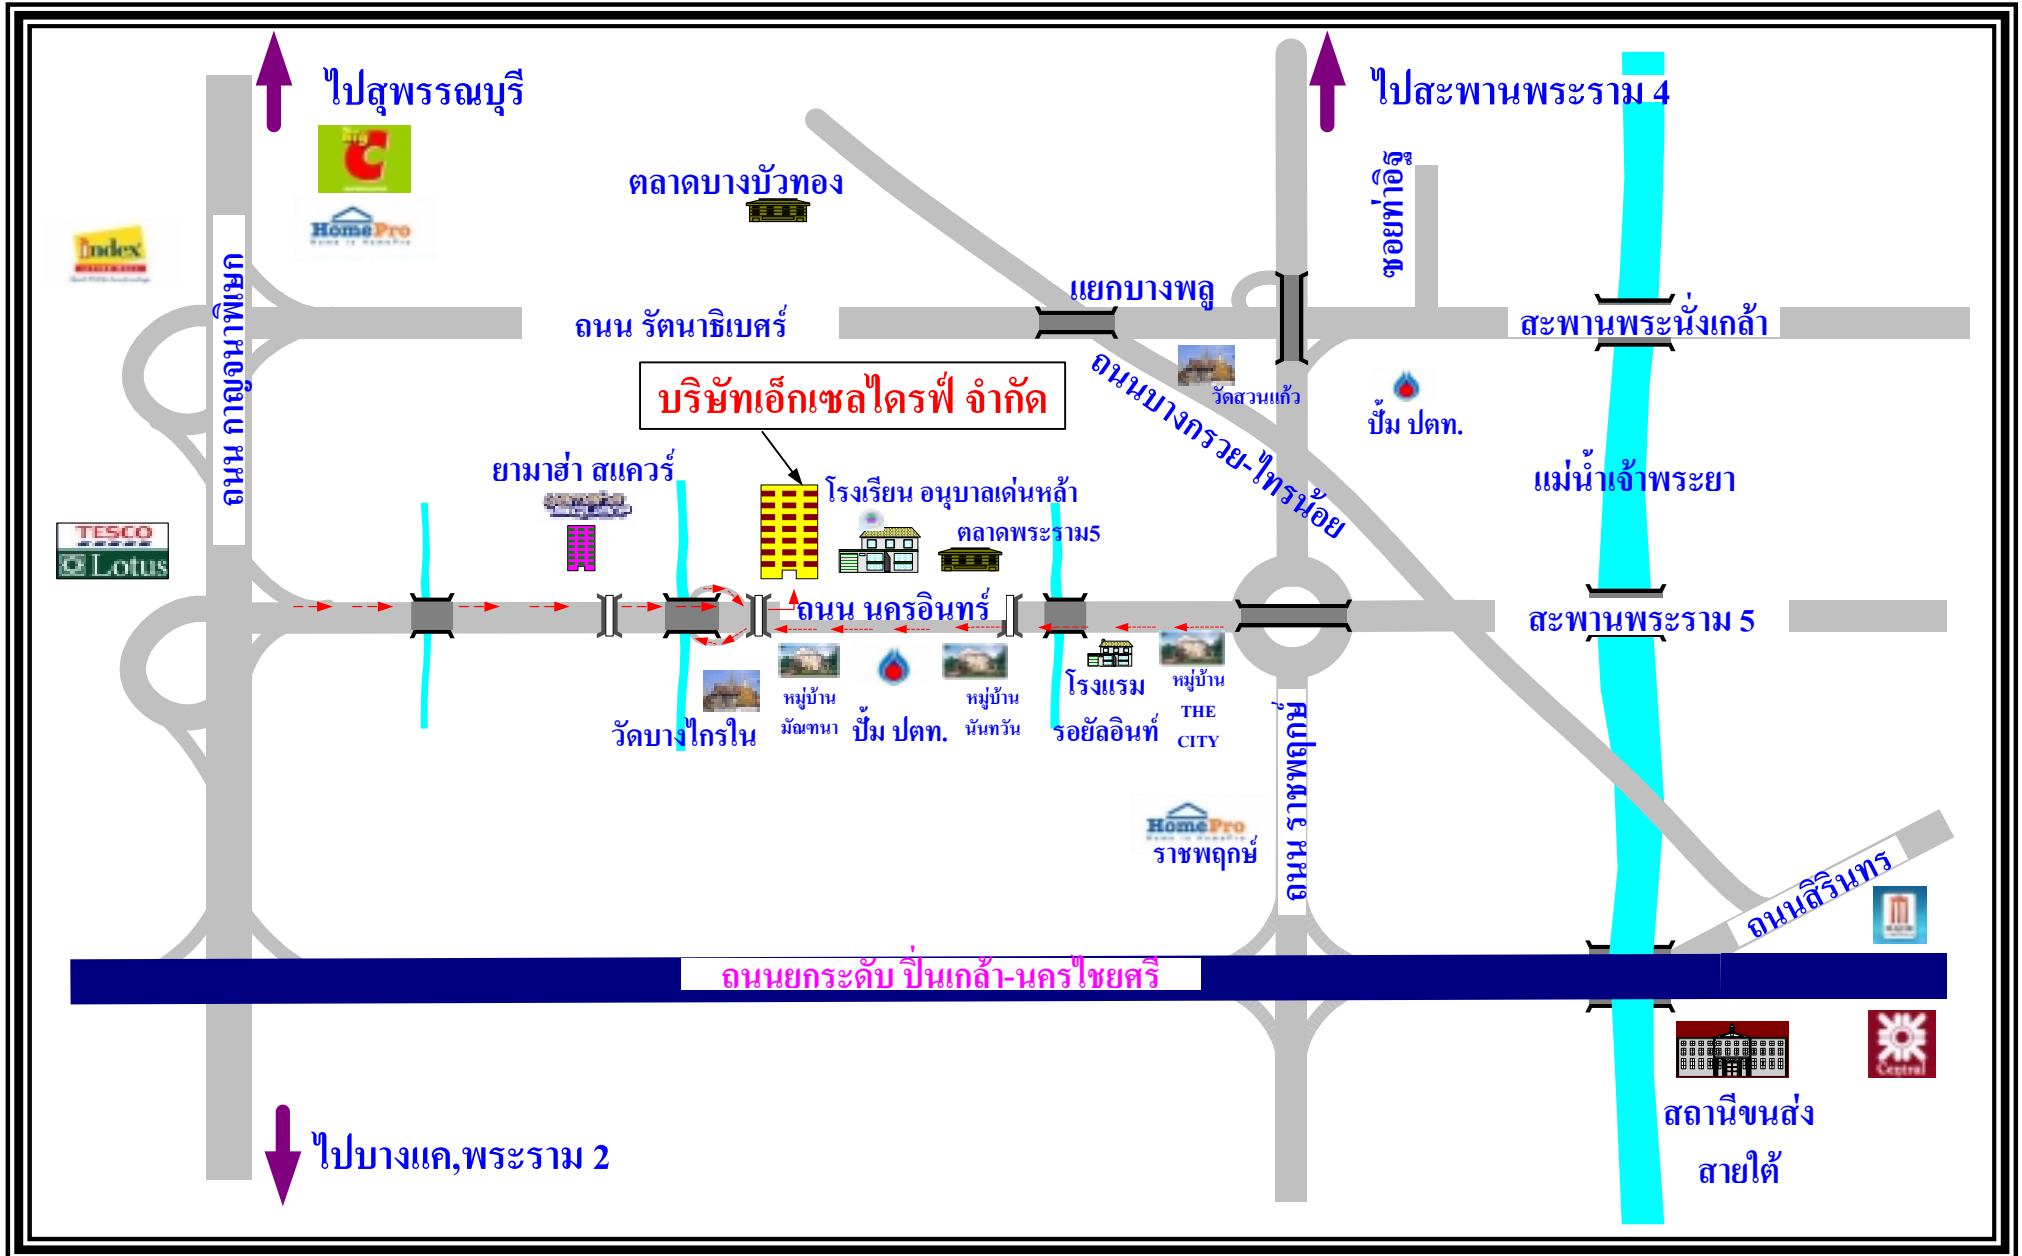 ไปสุพรรณบุรี
ไปสะพานพระราม 4
Big
C
ตลาดบางบัวทอง
ซอยท่าอิฐ
HomePro
index
แยกบางพลู
ถนน กาญจนาภิเษก
ถนน รัตนาธิเบศร์
สะพานพระนั่งเกล้า
บริษัทเอ็กเซลไดรฟ์ จำกัด
ถนนบางกรวย-ไทรน้อย
วัดสวนแก้ว
ปั๊ม ปตท.
ยามาฮ่า สแควร์
โรงเรียน อนุบาลเด่นหล้า
แม่น้ำเจ้าพระยา
ตลาดพระราม5
TESCO
Lotus
ถนน นครอินทร์
สะพานพระราม 5
หมู่บ้าน
มัณฑนา
ปั๊ม ปตท.
หมู่บ้าน
นันทวัน
โรงแรม
รอยัลอินท์
หมู่บ้าน
THE
CITY
วัดบางไกรใน
ถนน ราชพฤกษ์
HomePro
ราชพฤกษ์
ถนนสิรินทร
ถนนยกระดับ ปิ่นเกล้า-นครไชยศรี
Central
สถานีขนส่ง
สายใต้
ไปบางแค,พระราม 2